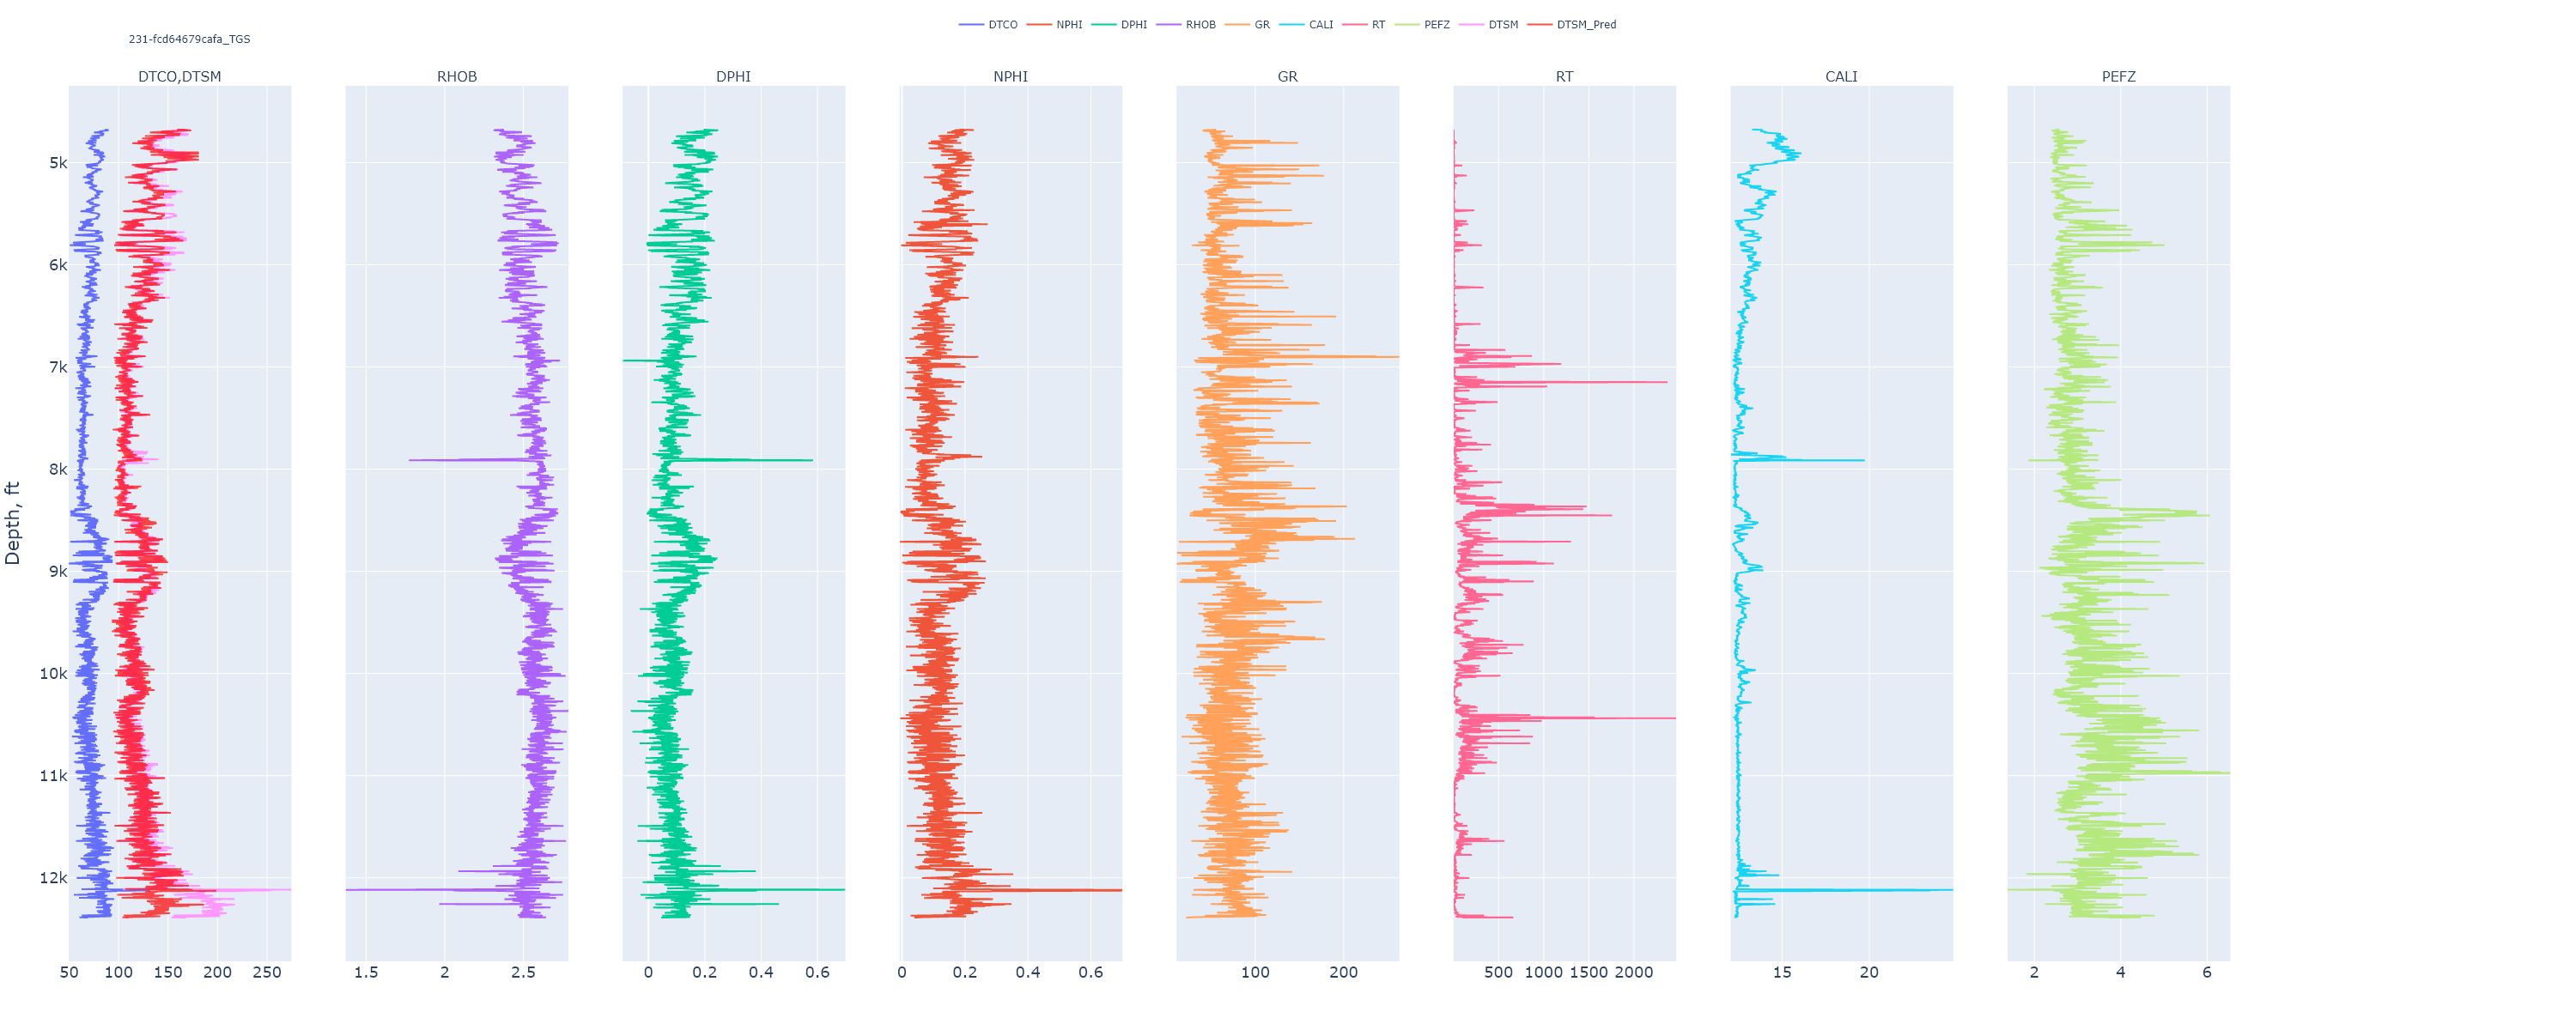 DTCO NPHI DPHI RHOB GR CALI RT PEFZ DTSM DTSM_Pred
231-fcd64679cafa_TGS
DTCO,DTSM RHOB DPHI NPHI GR RT CALI PEFZ
Depth, ft
5k
6k
7k
8k
9k
10k
11k
12k
50 100 150 200 250 1.5 2 2.5 0 0.2 0.4 0.6 0 0.2 0.4 0.6 100 200 500 1000 1500 2000 15 20 2 4 6